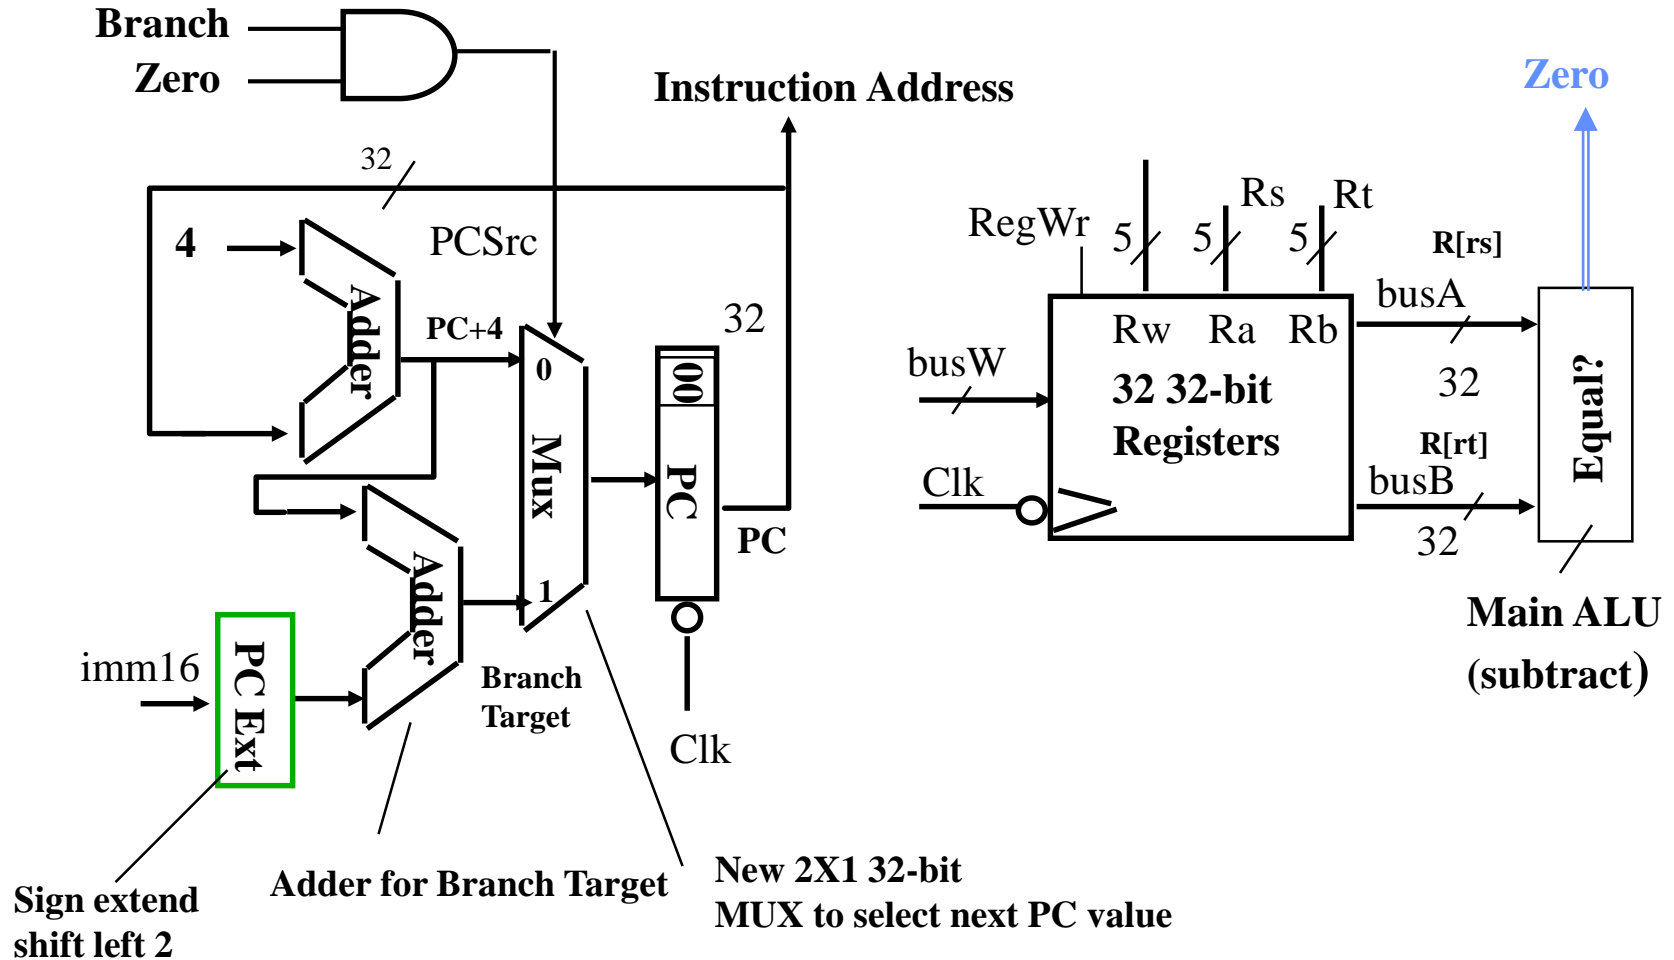 Branch
Zero
Instruction Address
Zero
32
4
PCSrc
Adder
PC+4
0
Mux
1
32
00
PC
PC
Adder
imm16
PC Ext
Branch
Target
Clk
Sign extend
shift left 2
Adder for Branch Target
New 2X1 32-bit
MUX to select next PC value
RegWr
5
5
Rs
5
Rt
R[rs]
busA
busW
Rw Ra Rb
32 32-bit
Registers
32
R[rt]
busB
Clk
32
Equal?
Main ALU
(subtract)